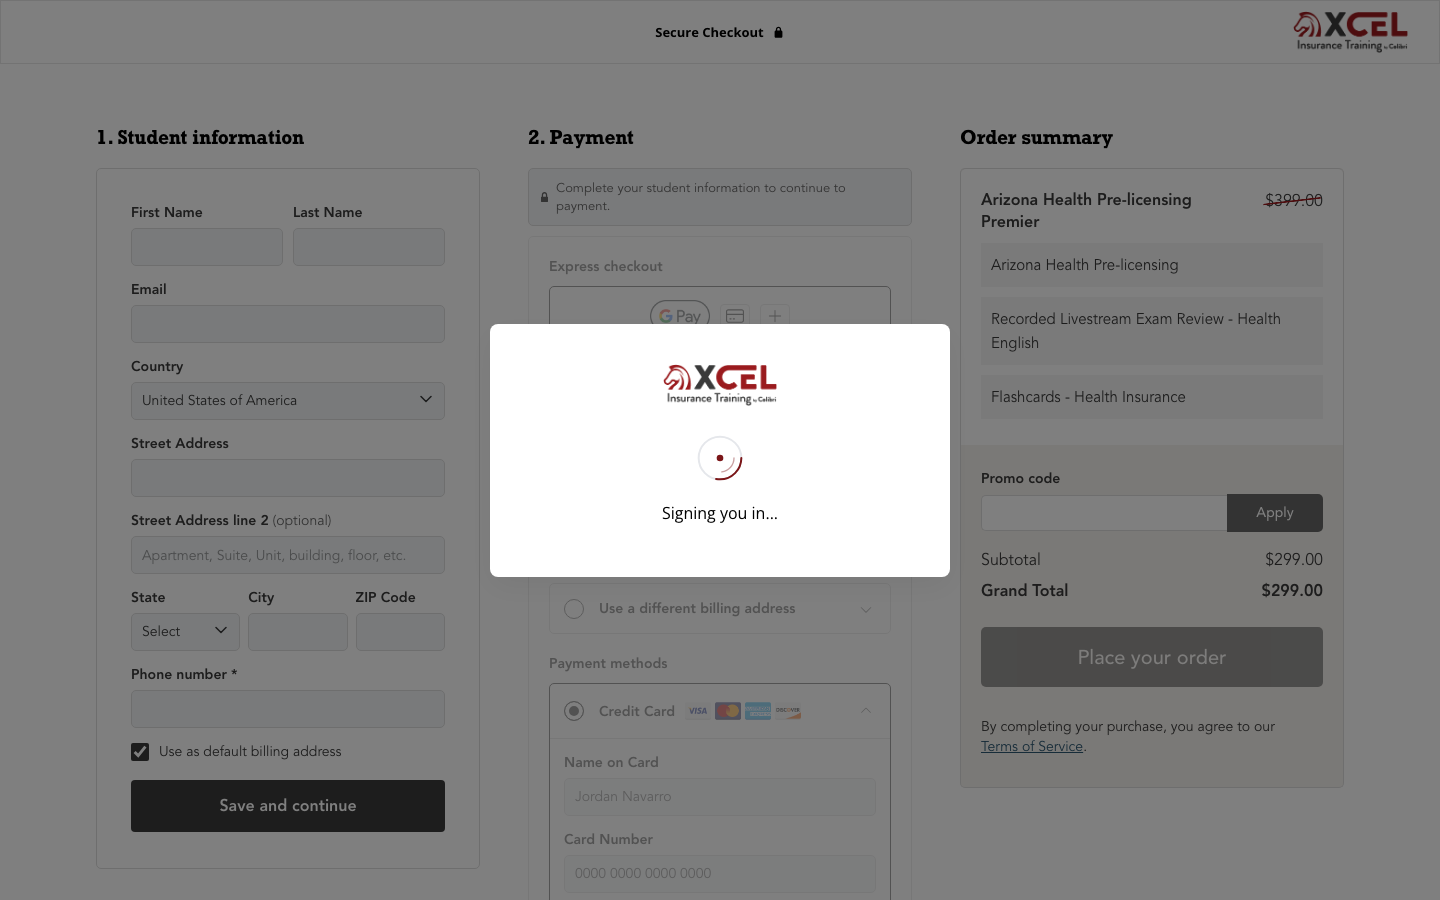 Secure Checkout
XCEL
Insurance Training by Calibri
1. Student information
First Name
Last Name
Email
Country
United States of America
Street Address
Street Address line 2 (optional)
Apartment, Suite, Unit, building, floor, etc.
State
City
ZIP Code
Select
Phone number *
Use as default billing address
Save and continue
2. Payment
Complete your student information to continue to
payment.
Express checkout
G Pay
XCEL
Insurance Training by Calibri
Signing you in...
Use a different billing address
Payment methods
Credit Card
VISA
DISCOVER
Name on Card
Jordan Navarro
Card Number
0000 0000 0000 0000
Order summary
Arizona Health Pre-licensing
Premier
$399.00
Arizona Health Pre-licensing
Recorded Livestream Exam Review - Health
English
Flashcards - Health Insurance
Promo code
Apply
Subtotal
$299.00
Grand Total
$299.00
Place your order
By completing your purchase, you agree to our
Terms of Service.